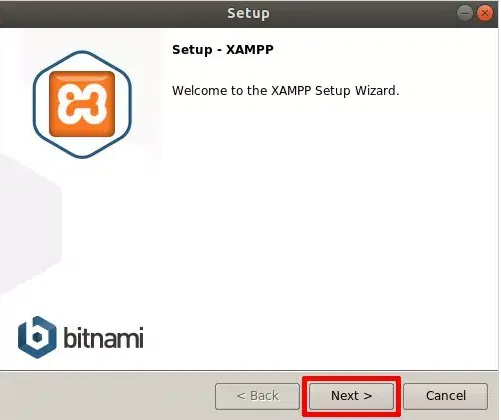 Setup
Setup - XAMPP
Welcome to the XAMPP Setup Wizard.
bitnami
< Back
Next >
Cancel